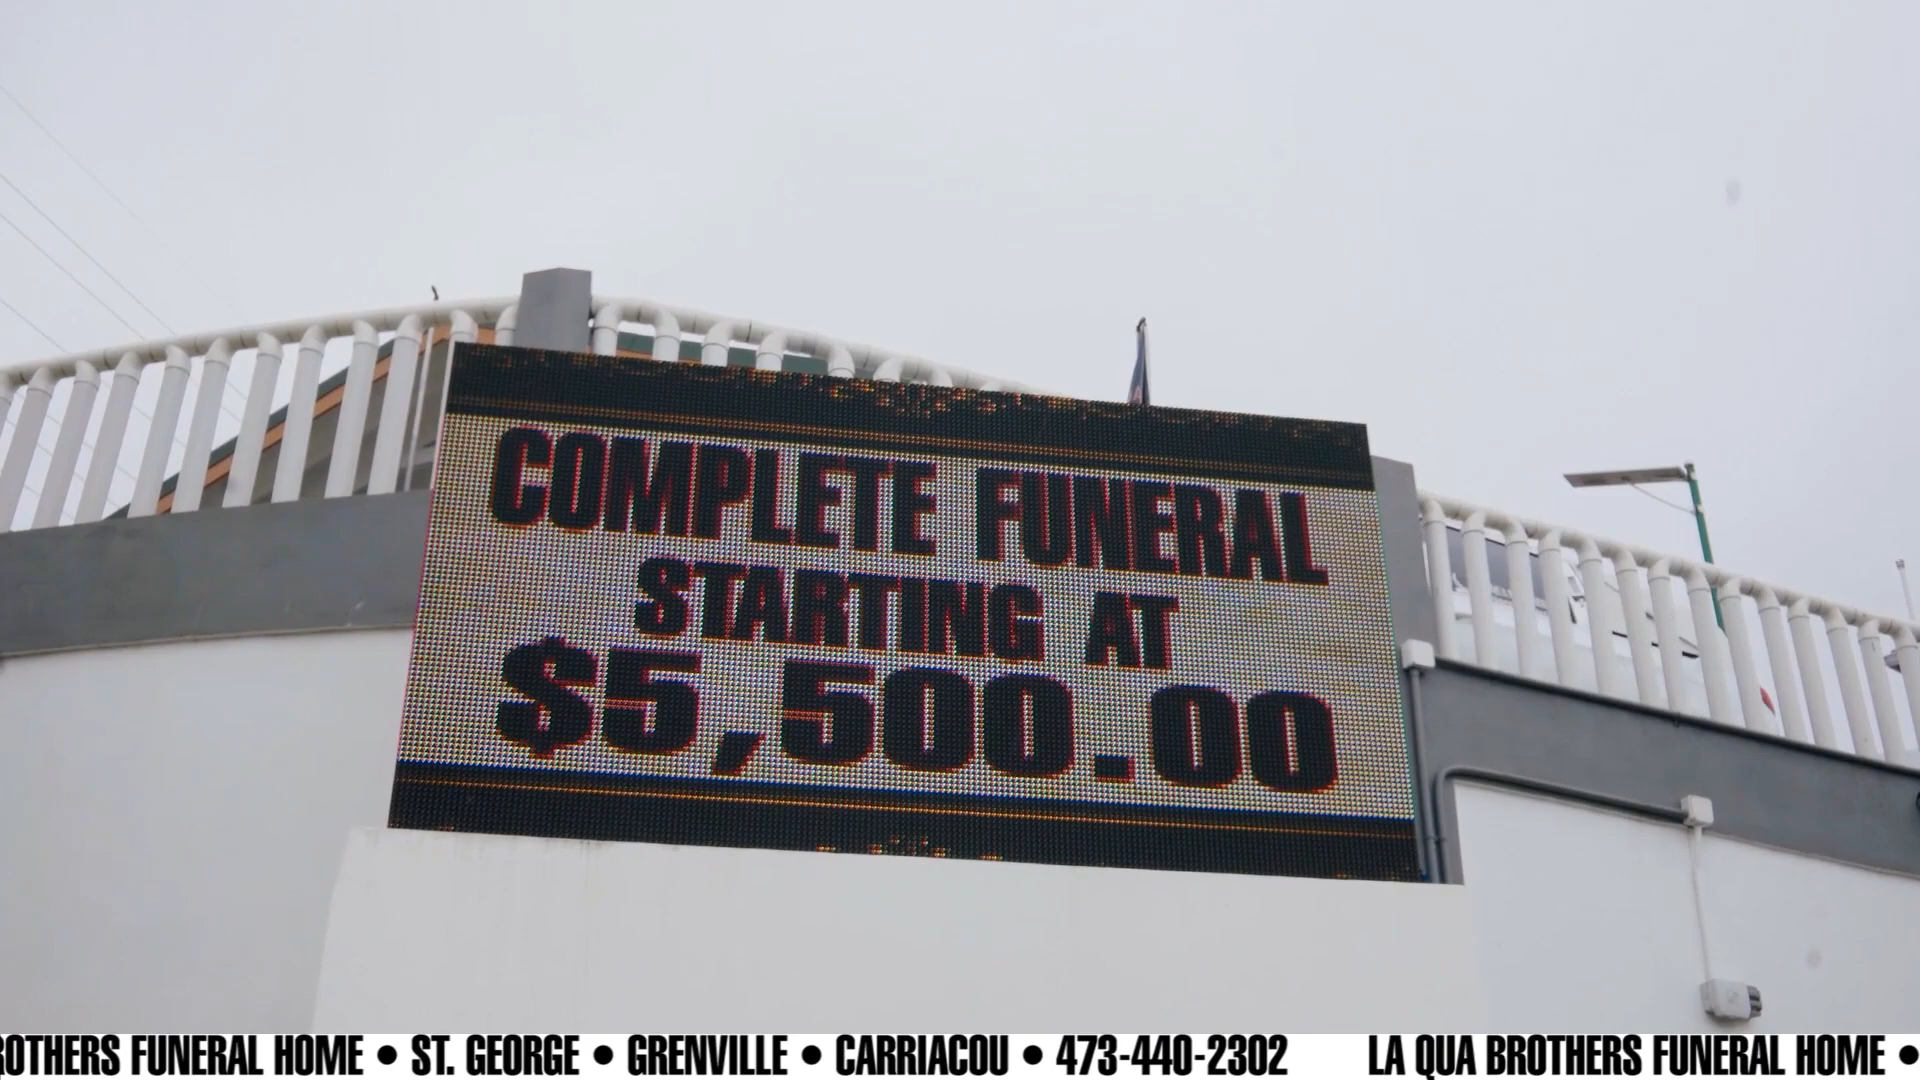 COMPLETE FUNERAL
STARTING AT
$5,500.00
ROTHERS FUNERAL HOME • ST. GEORGE • GRENVILLE • CARRIACOU • 473-440-2302 LA QUA BROTHERS FUNERAL HOME •